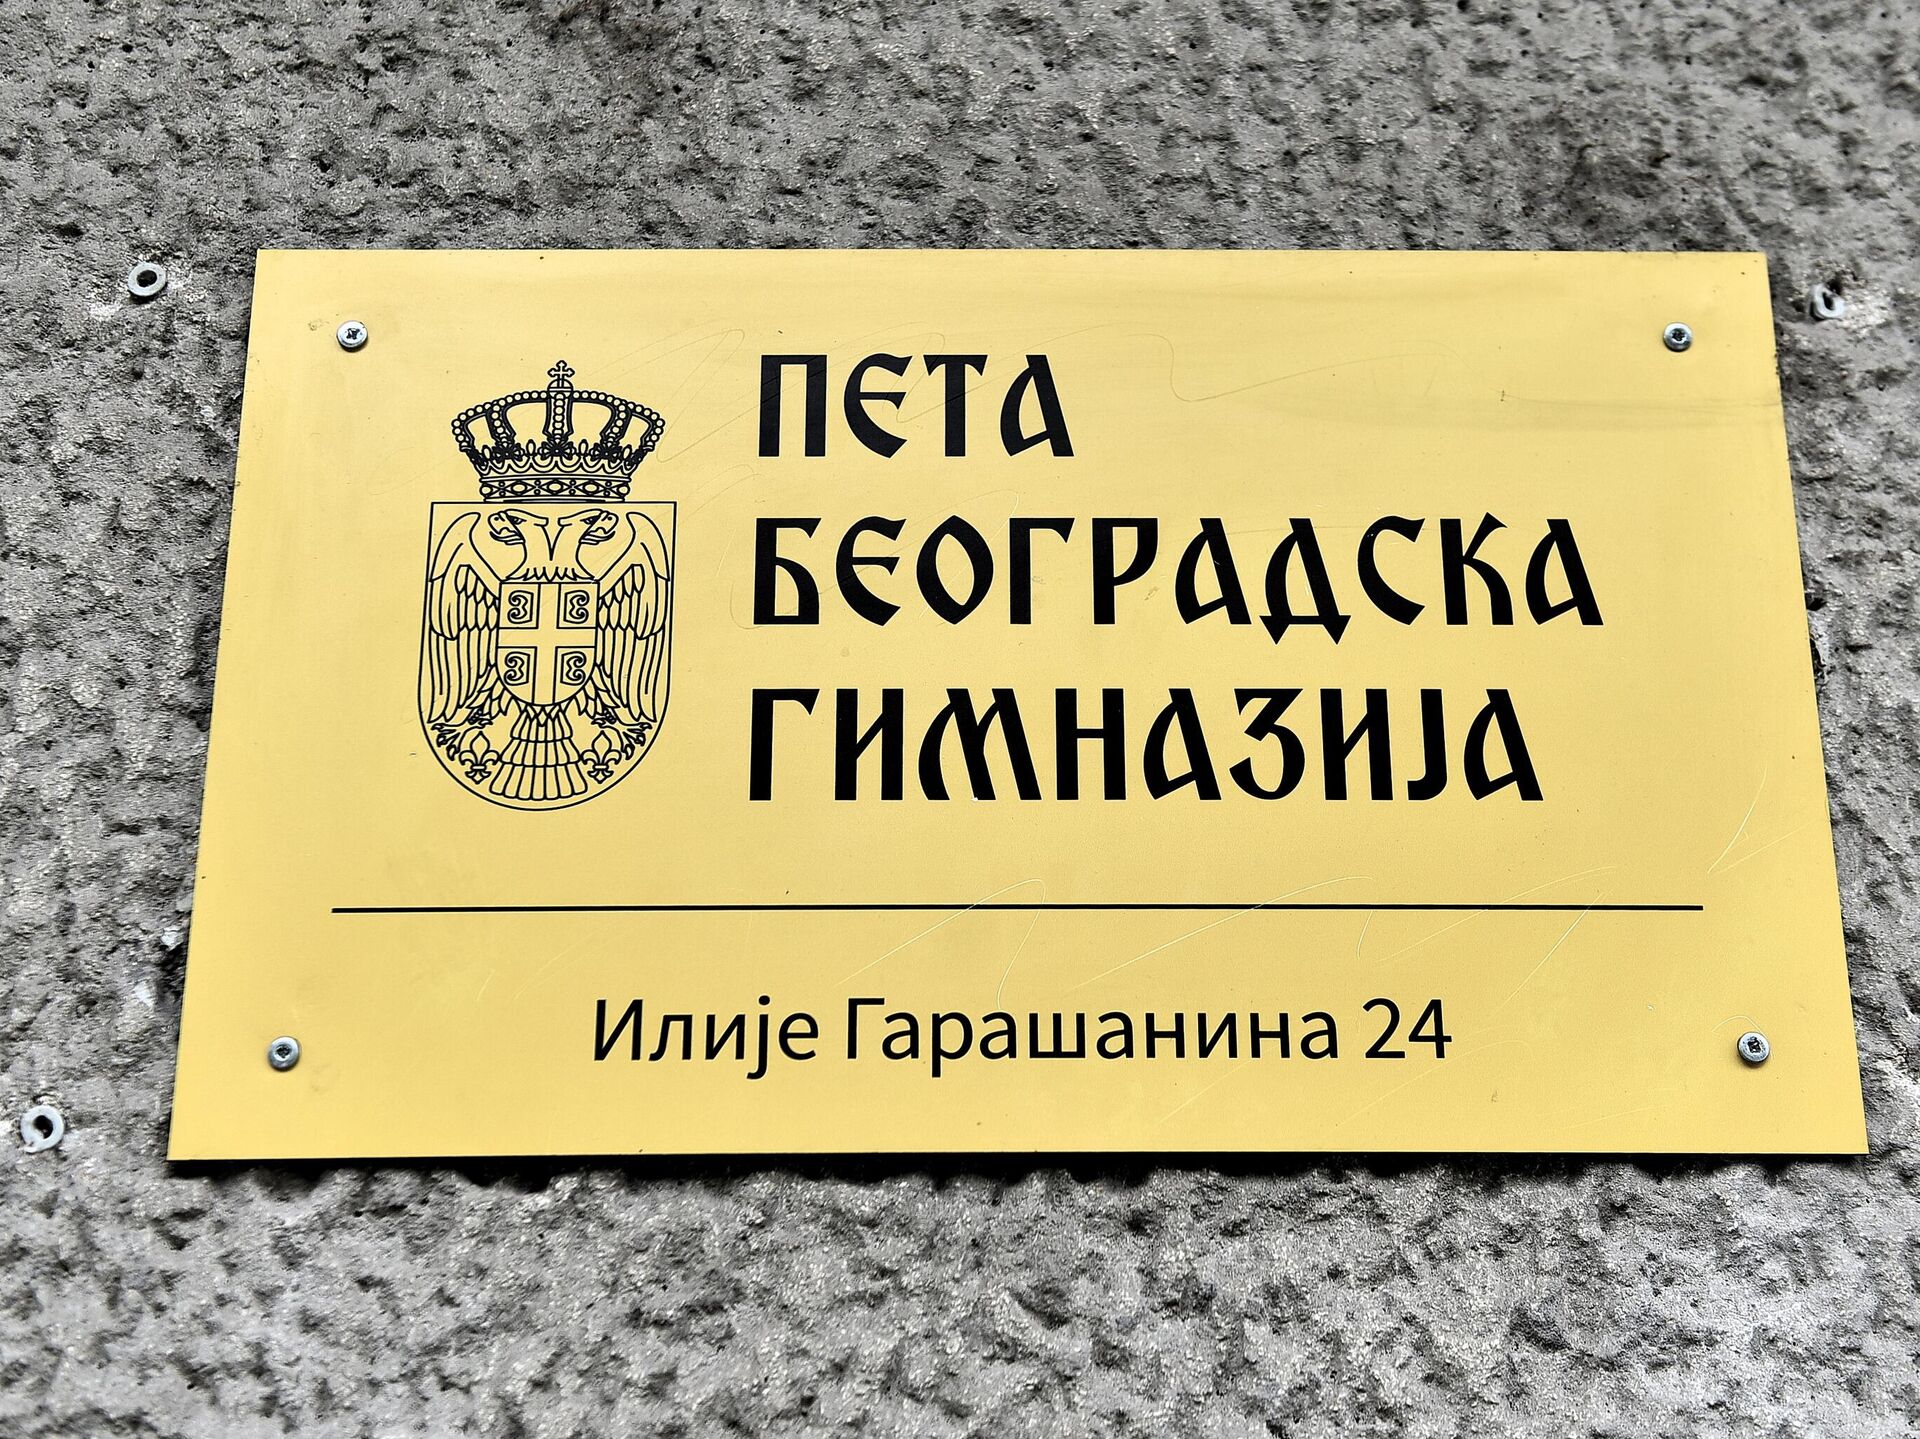 ПЕТА
БЕОГРАДСКА
ГИМНАЗИЈА
Илије Гарашанина 24